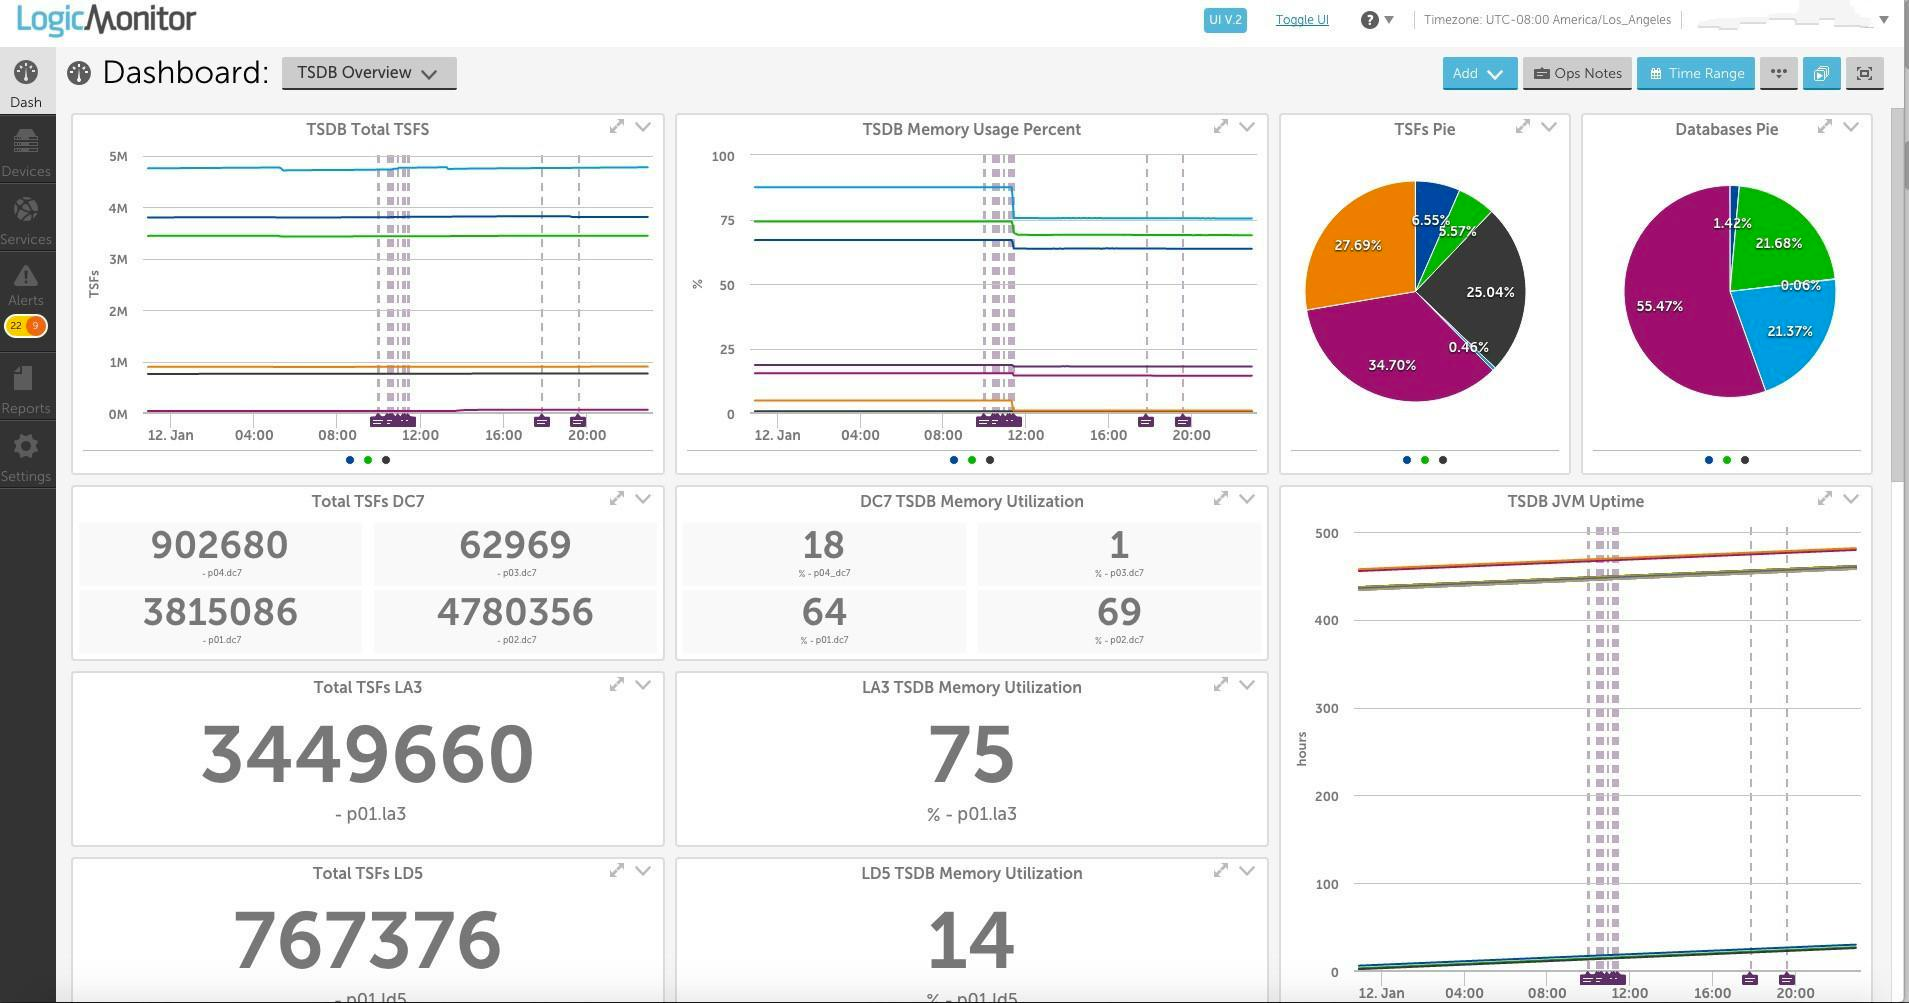 LogicMonitor
UI V.2 Toggle UI ? Timezone: UTC-08:00 America/Los_Angeles
Dashboard: TSDB Overview
Add Ops Notes Time Range
Dash
Devices
Services
Alerts
22 9
Reports
Settings
TSDB Total TSFS
TSFs
5M
4M
3M
2M
1M
0M
12. Jan 04:00 08:00 12:00 16:00 20:00
TSDB Memory Usage Percent
%
100
75
50
25
0
12. Jan 04:00 08:00 12:00 16:00 20:00
TSFs Pie
6.55%
5.57%
27.69%
25.04%
0.46%
34.70%
Databases Pie
1.42%
21.68%
0.06%
55.47%
21.37%
Total TSFs DC7
902680 62969
- p04.dc7 - p03.dc7
3815086 4780356
- p01.dc7 - p02.dc7
DC7 TSDB Memory Utilization
18 1
% - p04_dc7 % - p03.dc7
64 69
% - p01.dc7 % - p02.dc7
TSDB JVM Uptime
hours
500
400
300
200
100
0
12. Jan 04:00 08:00 12:00 16:00 20:00
Total TSFs LA3
3449660
- p01.la3
LA3 TSDB Memory Utilization
75
% - p01.la3
Total TSFs LD5
767376
- p01.ld5
LD5 TSDB Memory Utilization
14
% - p01.ld5